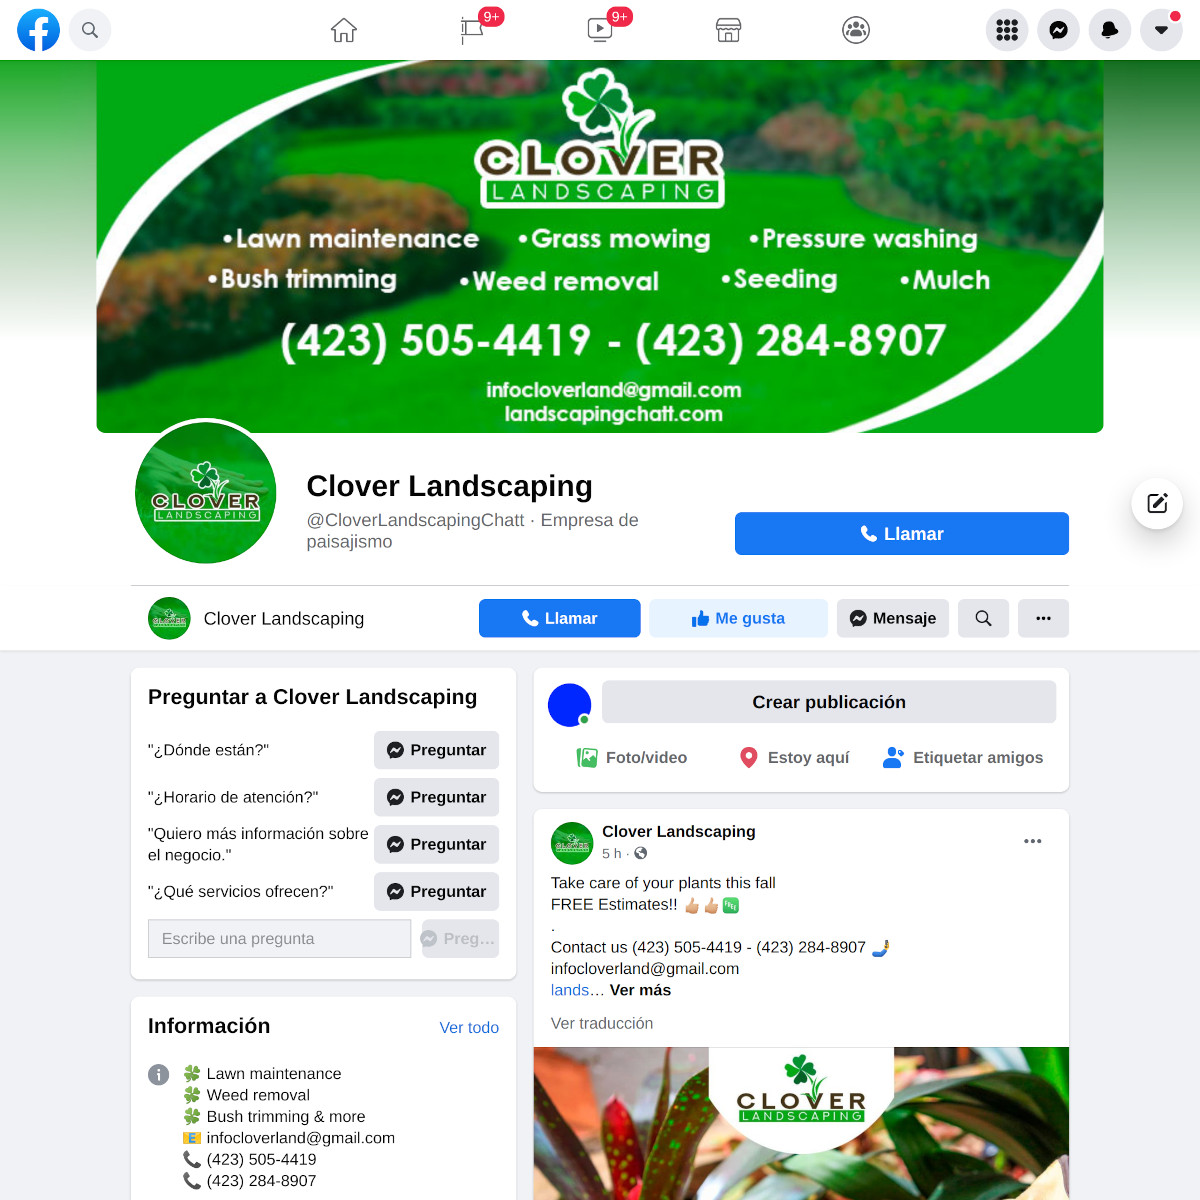 9+
9+
CLOVER
LANDSCAPING
•Lawn maintenance •Grass mowing •Pressure washing
•Bush trimming •Weed removal •Seeding •Mulch
(423) 505-4419 - (423) 284-8907
infocloverland@gmail.com
landscapingchatt.com
CLOVER
LANDSCAPING
Clover Landscaping
@CloverLandscapingChatt · Empresa de
paisajismo
Llamar
Clover Landscaping
Llamar
Me gusta
Mensaje
Preguntar a Clover Landscaping
"¿Dónde están?"
Preguntar
"¿Horario de atención?"
Preguntar
"Quiero más información sobre
el negocio."
Preguntar
"¿Qué servicios ofrecen?"
Preguntar
Escribe una pregunta
Preg...
Información
Ver todo
Lawn maintenance
Weed removal
Bush trimming & more
infocloverland@gmail.com
(423) 505-4419
(423) 284-8907
Crear publicación
Foto/video
Estoy aquí
Etiquetar amigos
Clover Landscaping
5 h ·
Take care of your plants this fall
FREE Estimates!! 👍🏼👍🏼💹
.
Contact us (423) 505-4419 - (423) 284-8907 🤳
infocloverland@gmail.com
lands… Ver más
Ver traducción
CLOVER
LANDSCAPING